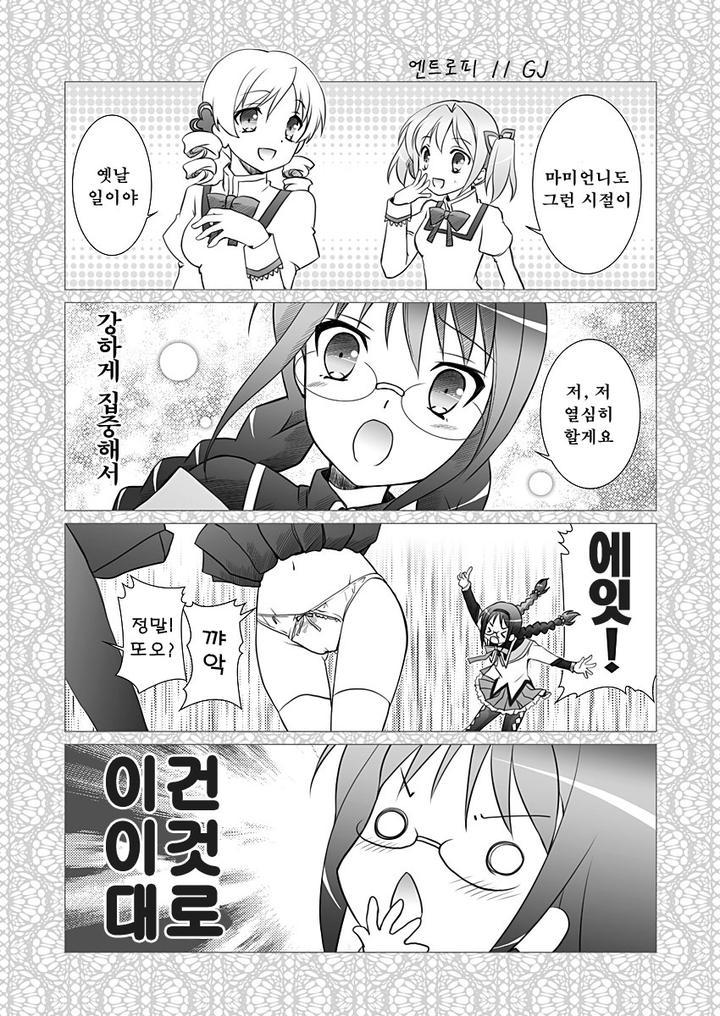 엔트로피 11 GJ
마미언니도
그런 시절이
옛날
일이야
저, 저
열심히
할게요
강하게 집중해서
에잇!
꺄
악
정말!
또오?
이건
이것
대로